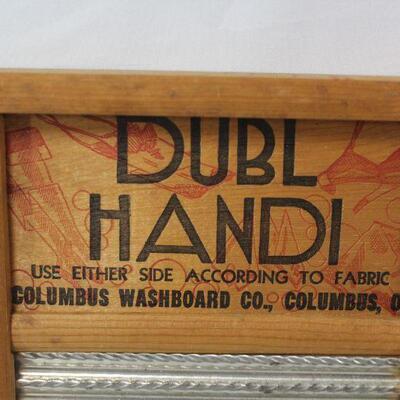 DUBL
HANDI
USE EITHER SIDE ACCORDING TO FABRIC
COLUMBUS WASHBOARD CO., COLUMBUS, O